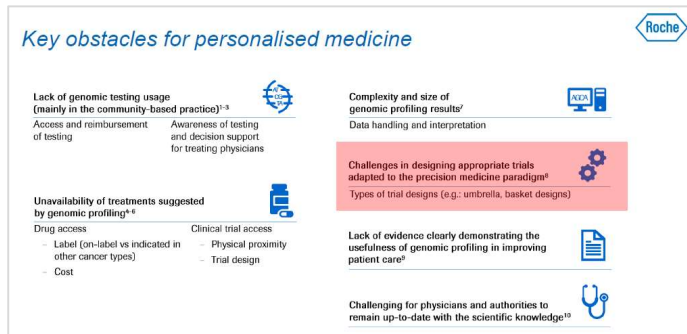 Key obstacles for personalised medicine
Roche
Lack of genomic testing usage
(mainly in the community-based practice)¹⁻³
Access and reimbursement
of testing
Awareness of testing
and decision support
for treating physicians
Unavailability of treatments suggested
by genomic profiling⁴⁻⁶
Drug access
– Label (on-label vs indicated in
other cancer types)
– Cost
Clinical trial access
– Physical proximity
– Trial design
Complexity and size of
genomic profiling results⁷
AGCA
Data handling and interpretation
Challenges in designing appropriate trials
adapted to the precision medicine paradigm⁸
Types of trial designs (e.g.: umbrella, basket designs)
Lack of evidence clearly demonstrating the
usefulness of genomic profiling in improving
patient care⁹
Challenging for physicians and authorities to
remain up-to-date with the scientific knowledge¹⁰